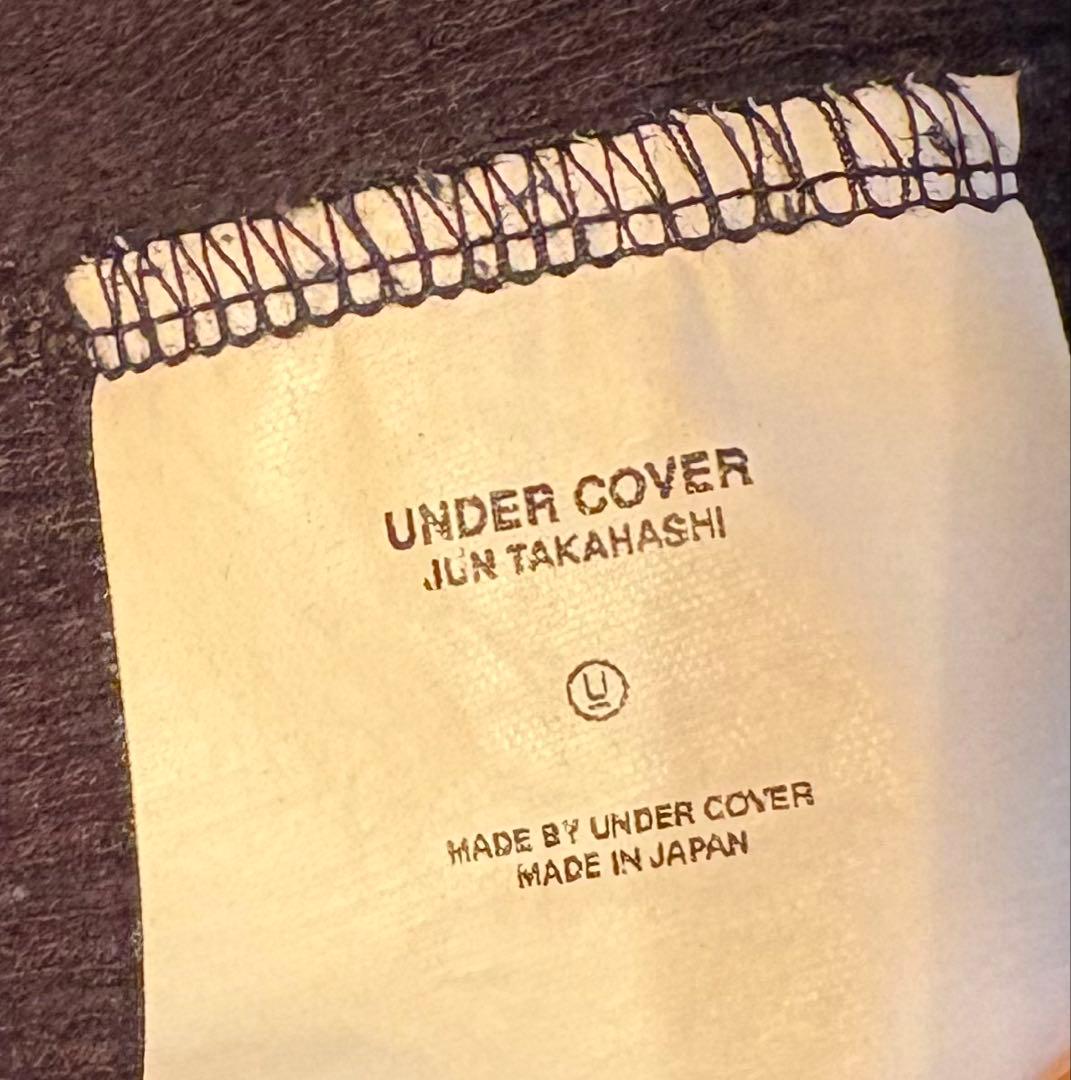 UNDER COVER
JUN TAKAHASHI
U
MADE BY UNDER COVER
MADE IN JAPAN